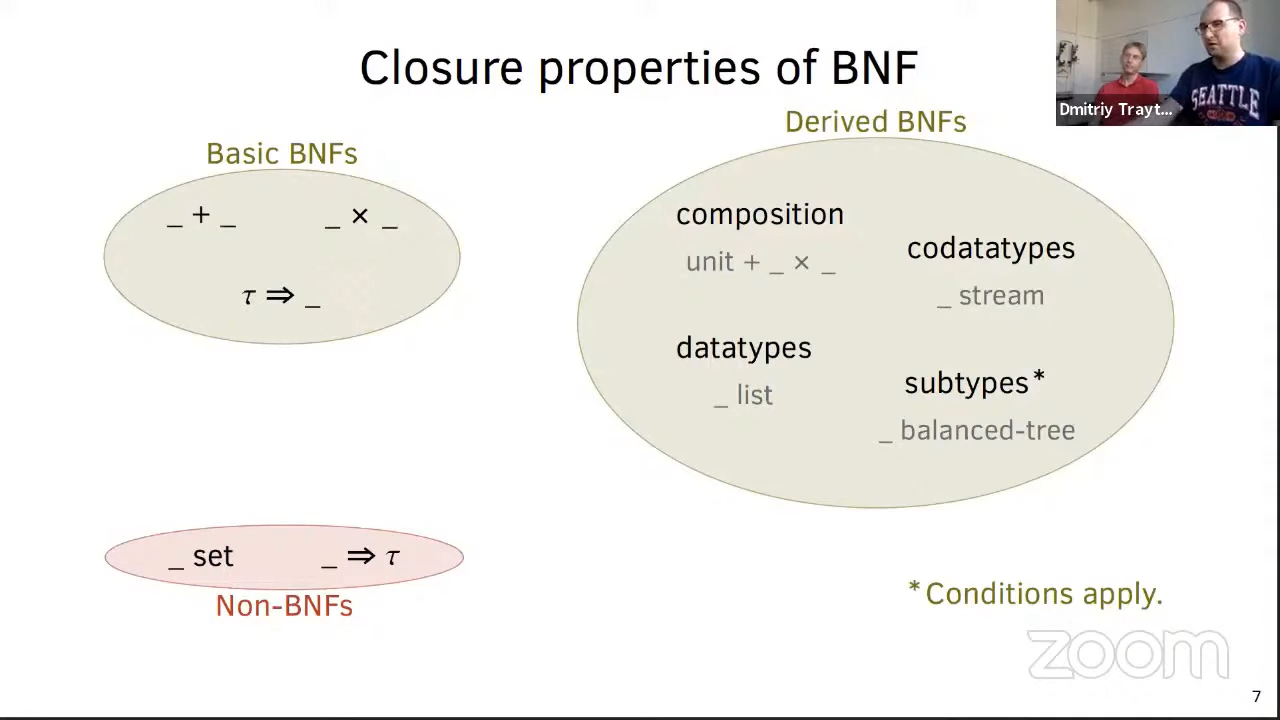 Closure properties of BNF
SEATTLE
Dmitriy Trayt...
Basic BNFs
_ + _
_ × _
τ ⇒ _
Derived BNFs
composition
unit + _ × _
codatatypes
_ stream
datatypes
_ list
subtypes*
_ balanced-tree
_ set
_ ⇒ τ
Non-BNFs
* Conditions apply.
zoom
7